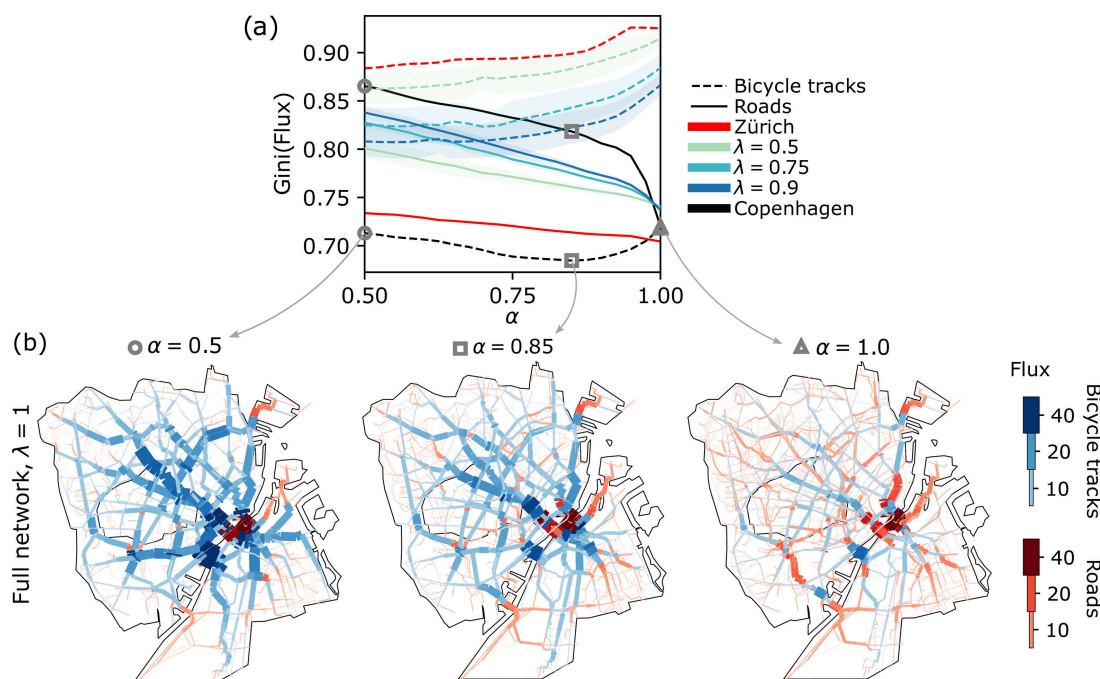 (a)
0.90
0.85
0.80
0.75
0.70
Gini(Flux)
0.50
0.75
1.00
α
Bicycle tracks
Roads
Zürich
λ = 0.5
λ = 0.75
λ = 0.9
Copenhagen
(b)
α = 0.5
α = 0.85
α = 1.0
Full network, λ = 1
Flux
40
20
10
Bicycle tracks
40
20
10
Roads